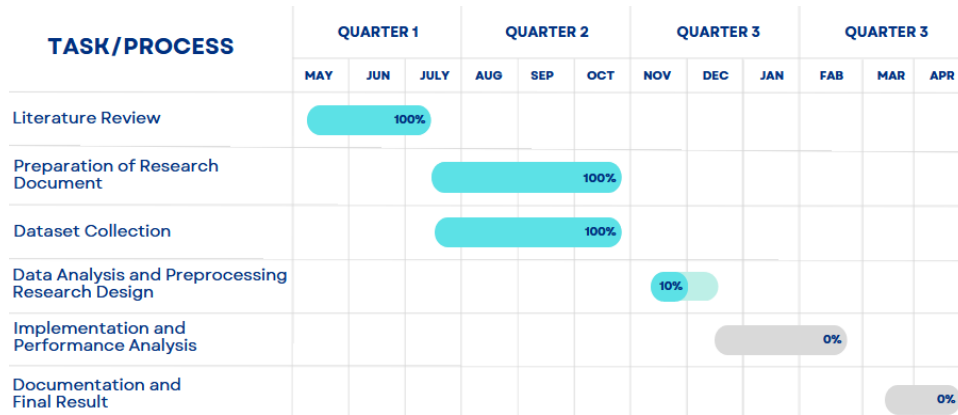 TASK/PROCESS
QUARTER 1 QUARTER 2 QUARTER 3 QUARTER 3
MAY JUN JULY AUG SEP OCT NOV DEC JAN FAB MAR APR
Literature Review
100%
Preparation of Research
Document
100%
Dataset Collection
100%
Data Analysis and Preprocessing
Research Design
10%
Implementation and
Performance Analysis
0%
Documentation and
Final Result
0%